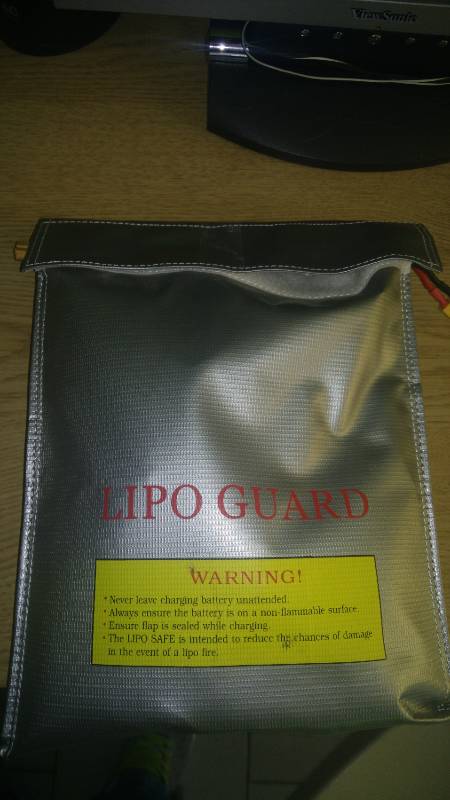 ViewSonic
LIPO GUARD
WARNING!
• Never leave charging battery unattended.
• Always ensure the battery is on a non-flammable surface.
• Ensure flap is sealed while charging.
• The LIPO SAFE is intended to reduce the chances of damage
in the event of a lipo fire.